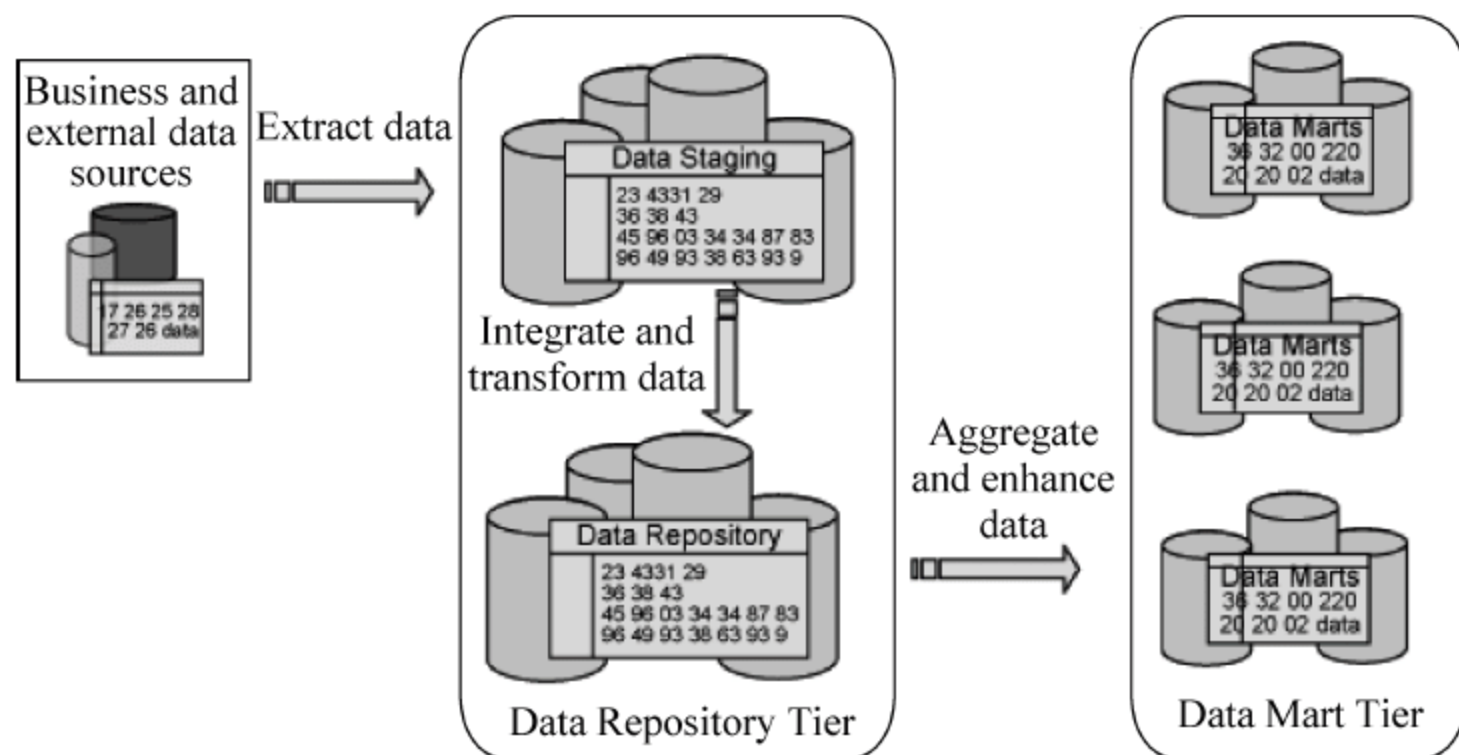 Business and
external data
sources
17 26 25 28
27 26 data
Extract data
Data Staging
23 4331 29
36 38 43
45 96 03 34 34 87 83
96 49 93 38 63 93 9
Integrate and
transform data
Data Repository
23 4331 29
36 38 43
45 96 03 34 34 87 83
96 49 93 38 63 93 9
Data Repository Tier
Aggregate
and enhance
data
Data Marts
36 32 00 220
20 20 02 data
Data Marts
36 32 00 220
20 20 02 data
Data Marts
36 32 00 220
20 20 02 data
Data Mart Tier